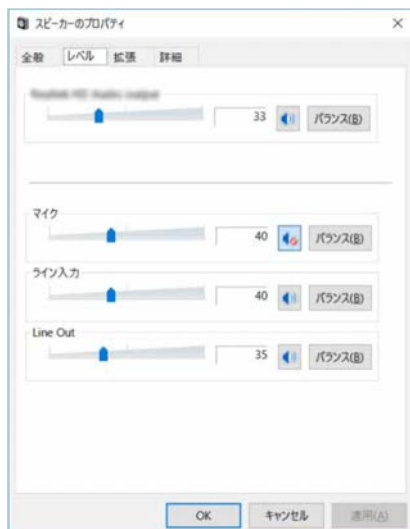 スピーカーのプロパティ
全般 レベル 拡張 詳細
33 バランス(B)
マイク
40 バランス(B)
ライン入力
40 バランス(B)
Line Out
35 バランス(B)
OK キャンセル 適用(A)